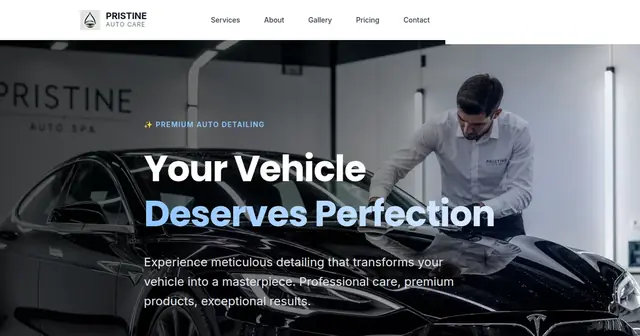 PRISTINE
AUTO CARE
Services About Gallery Pricing Contact
PRISTINE
AUTO SPA
✨ PREMIUM AUTO DETAILING
Your Vehicle
Deserves Perfection
Experience meticulous detailing that transforms your
vehicle into a masterpiece. Professional care, premium
products, exceptional results.
PRISTINE